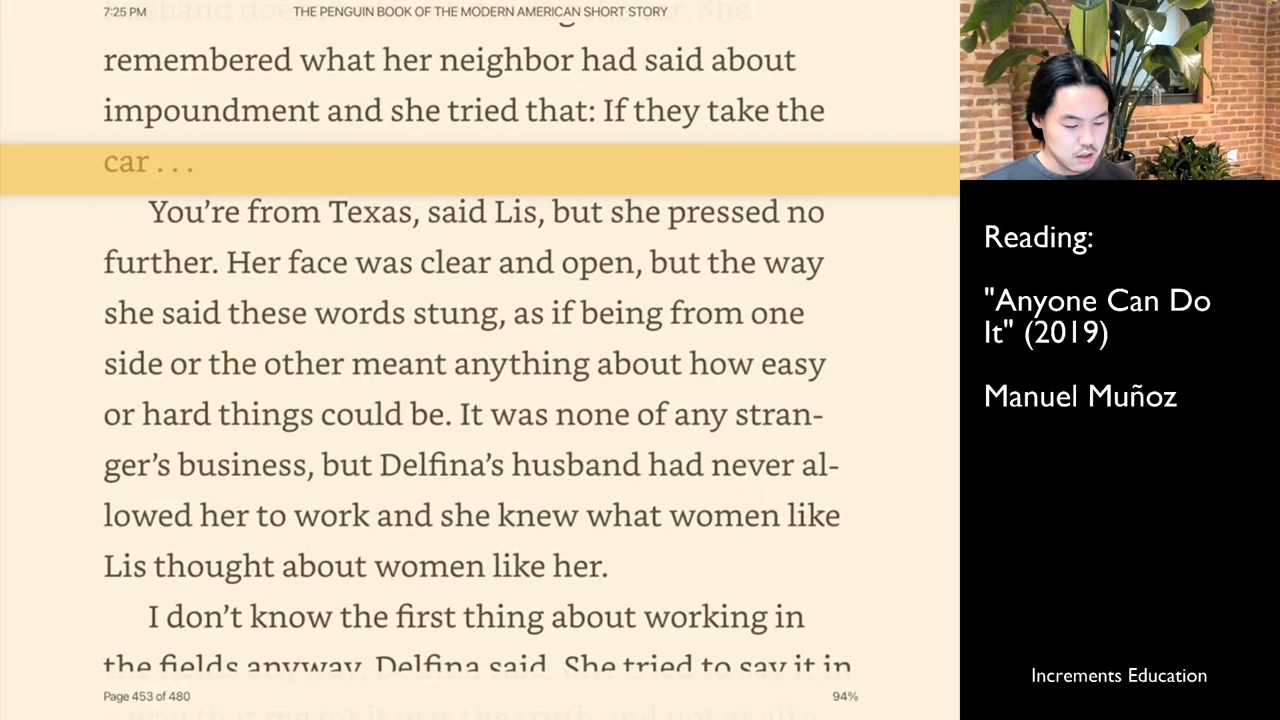 7:25 PM
THE PENGUIN BOOK OF THE MODERN AMERICAN SHORT STORY
remembered what her neighbor had said about
impoundment and she tried that: If they take the
car . . .
You’re from Texas, said Lis, but she pressed no
further. Her face was clear and open, but the way
she said these words stung, as if being from one
side or the other meant anything about how easy
or hard things could be. It was none of any stran-
ger’s business, but Delfina’s husband had never al-
lowed her to work and she knew what women like
Lis thought about women like her.
I don’t know the first thing about working in
the fields anyway, Delfina said. She tried to say it in
Page 453 of 480
94%
Reading:
"Anyone Can Do
It" (2019)
Manuel Muñoz
Increments Education